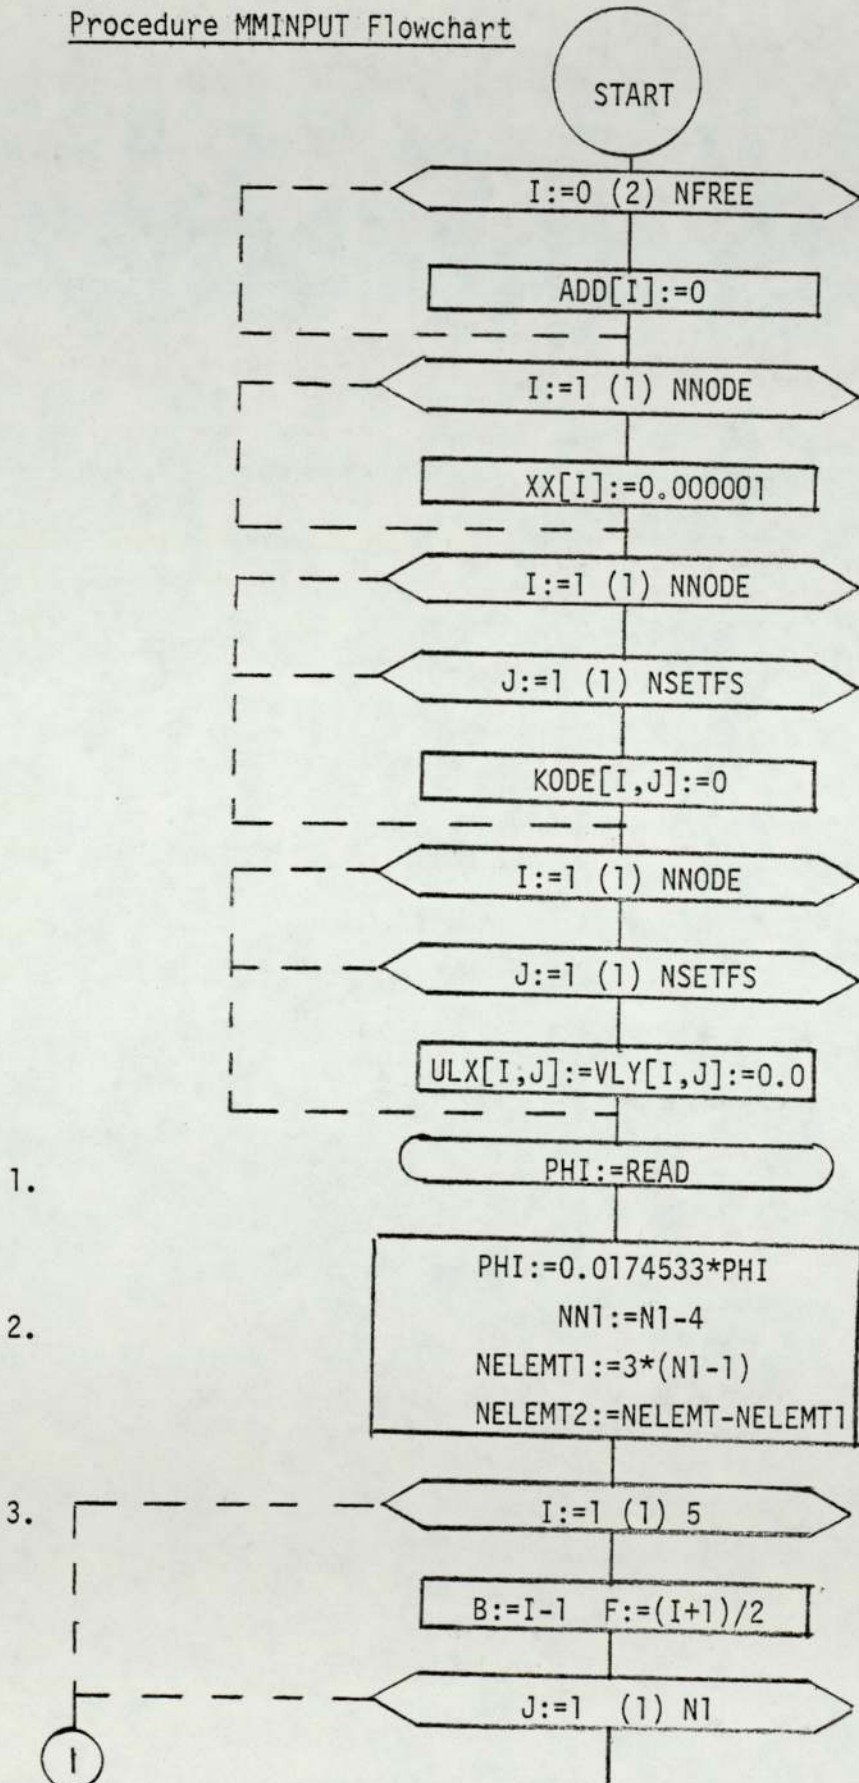 Procedure MMINPUT Flowchart
START
I:=0 (2) NFREE
ADD[I]:=0
I:=1 (1) NNODE
XX[I]:=0.000001
I:=1 (1) NNODE
J:=1 (1) NSETFS
KODE[I,J]:=0
I:=1 (1) NNODE
J:=1 (1) NSETFS
ULX[I,J]:=VLY[I,J]:=0.0
1.
PHI:=READ
2.
PHI:=0.0174533*PHI
NN1:=N1-4
NELEMT1:=3*(N1-1)
NELEMT2:=NELEMT-NELEMT1
3.
I:=1 (1) 5
B:=I-1 F:=(I+1)/2
J:=1 (1) N1
1